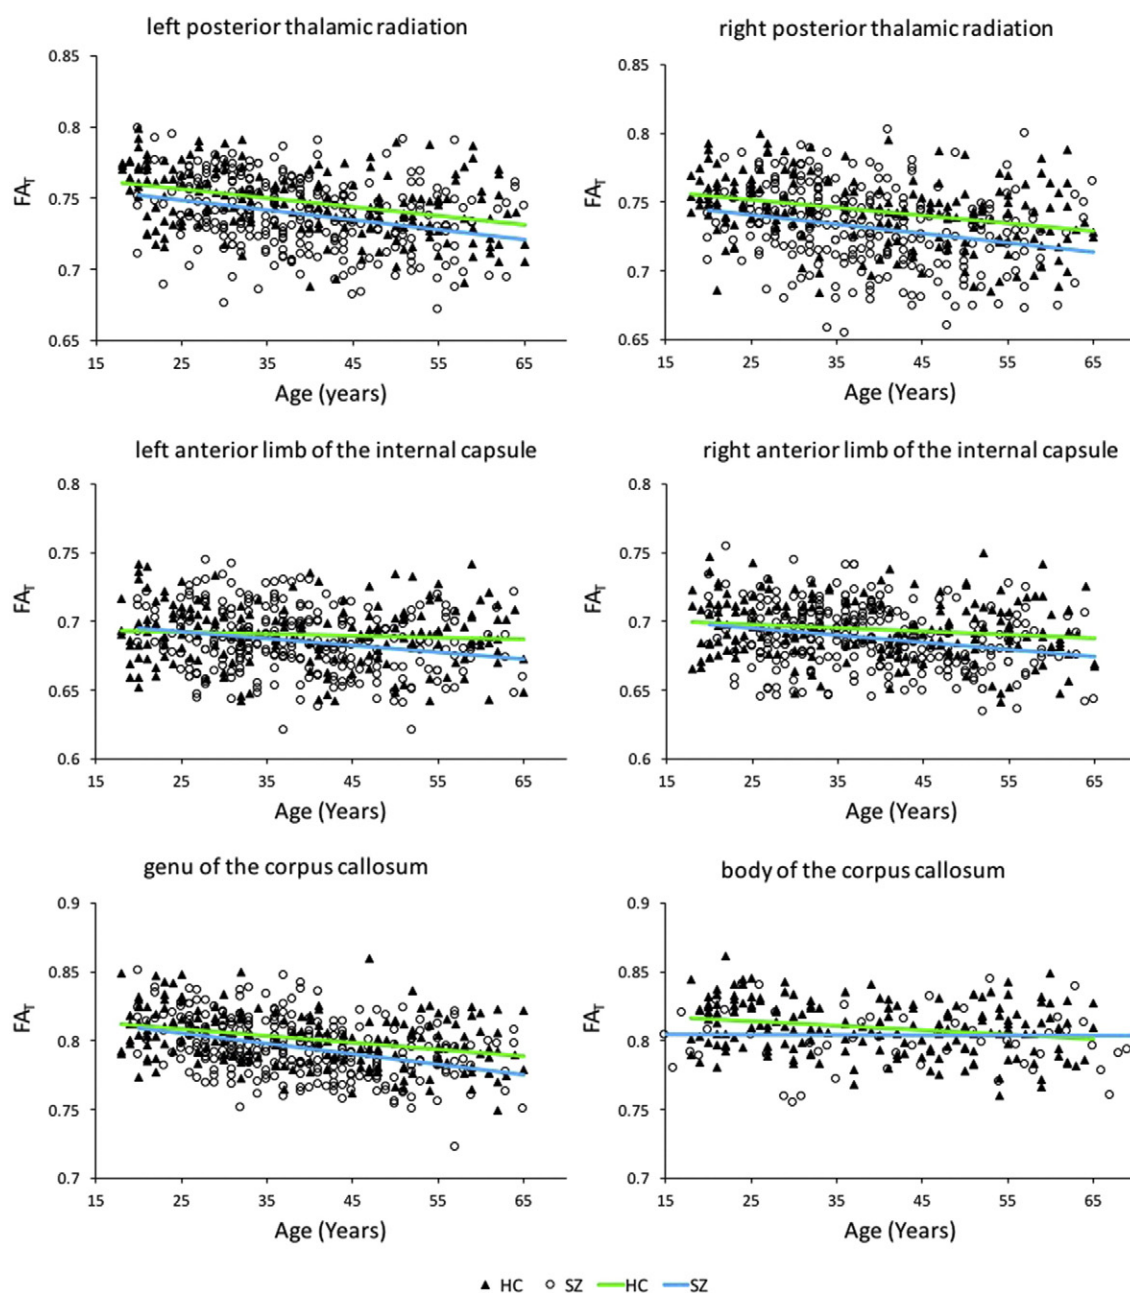 left posterior thalamic radiation
right posterior thalamic radiation
0.85
0.8
0.75
0.7
0.65
FA_T
15 25 35 45 55 65
Age (years)
0.85
0.8
0.75
0.7
0.65
FA_T
15 25 35 45 55 65
Age (Years)
left anterior limb of the internal capsule
right anterior limb of the internal capsule
0.8
0.75
0.7
0.65
0.6
FA_T
15 25 35 45 55 65
Age (Years)
0.8
0.75
0.7
0.65
0.6
FA_T
15 25 35 45 55 65
Age (Years)
genu of the corpus callosum
body of the corpus callosum
0.9
0.85
0.8
0.75
0.7
FA_T
15 25 35 45 55 65
Age (Years)
0.9
0.85
0.8
0.75
0.7
FA_T
15 25 35 45 55 65
Age (Years)
HC SZ HC SZ